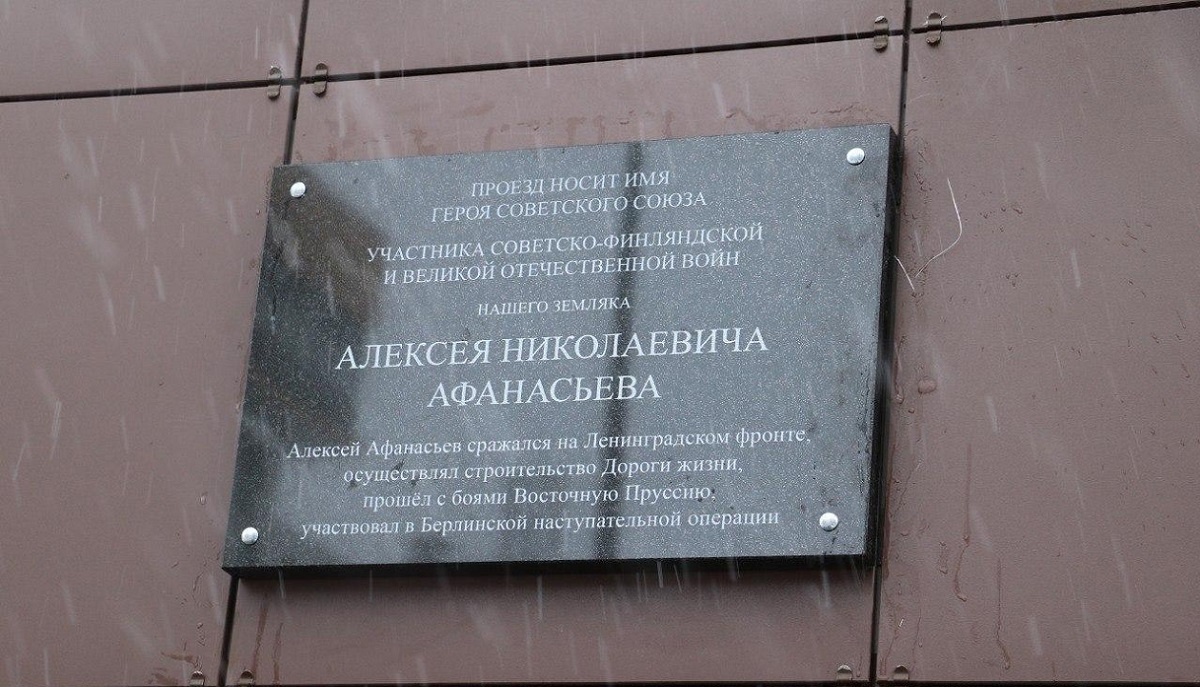 ПРОЕЗД НОСИТ ИМЯ
ГЕРОЯ СОВЕТСКОГО СОЮЗА
УЧАСТНИКА СОВЕТСКО-ФИНЛЯНДСКОЙ
И ВЕЛИКОЙ ОТЕЧЕСТВЕННОЙ ВОЙН
НАШЕГО ЗЕМЛЯКА
АЛЕКСЕЯ НИКОЛАЕВИЧА
АФАНАСЬЕВА
Алексей Афанасьев сражался на Ленинградском фронте,
осуществлял строительство Дороги жизни,
прошёл с боями Восточную Пруссию,
участвовал в Берлинской наступательной операции